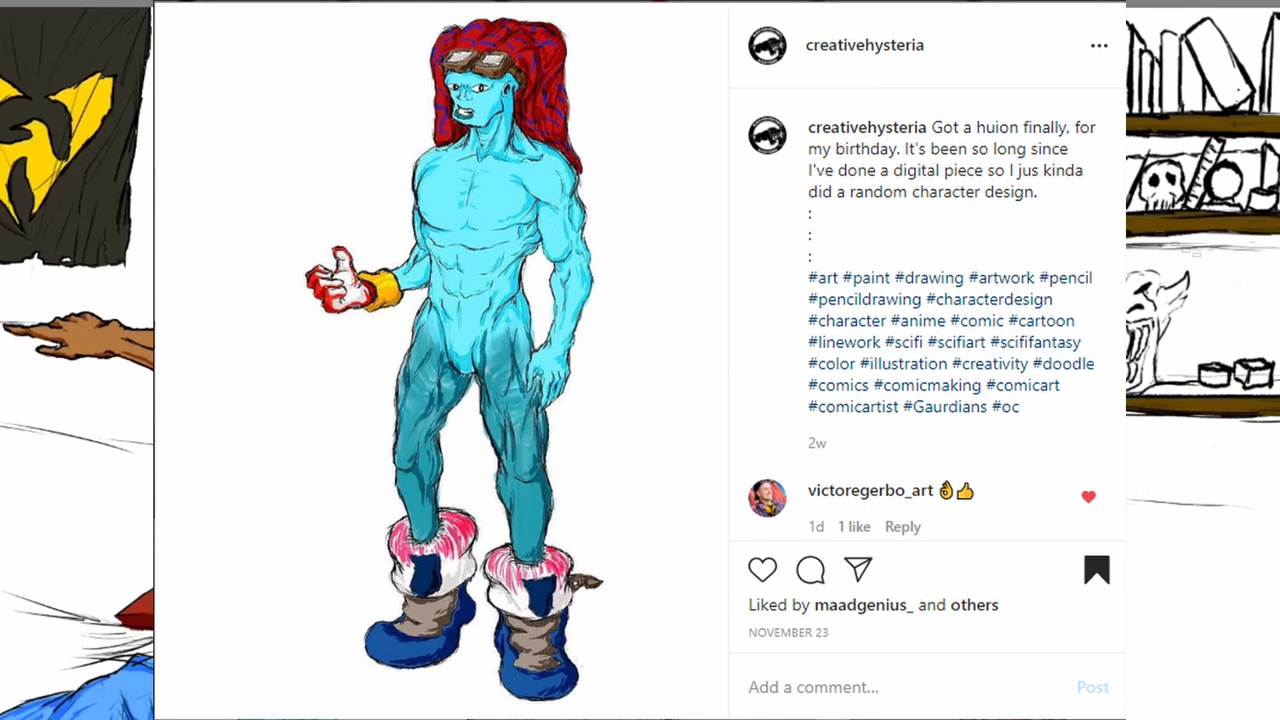 creativehysteria
creativehysteria Got a huion finally, for
my birthday. It's been so long since
I've done a digital piece so I jus kinda
did a random character design.
:
:
:
#art #paint #drawing #artwork #pencil
#pencildrawing #characterdesign
#character #anime #comic #cartoon
#linework #scifi #scifiart #scififantasy
#color #illustration #creativity #doodle
#comics #comicmaking #comicart
#comicartist #Gaurdians #oc
2w
victoregerbo_art 👌👍
1d 1 like Reply
Liked by maadgenius_ and others
NOVEMBER 23
Add a comment... Post